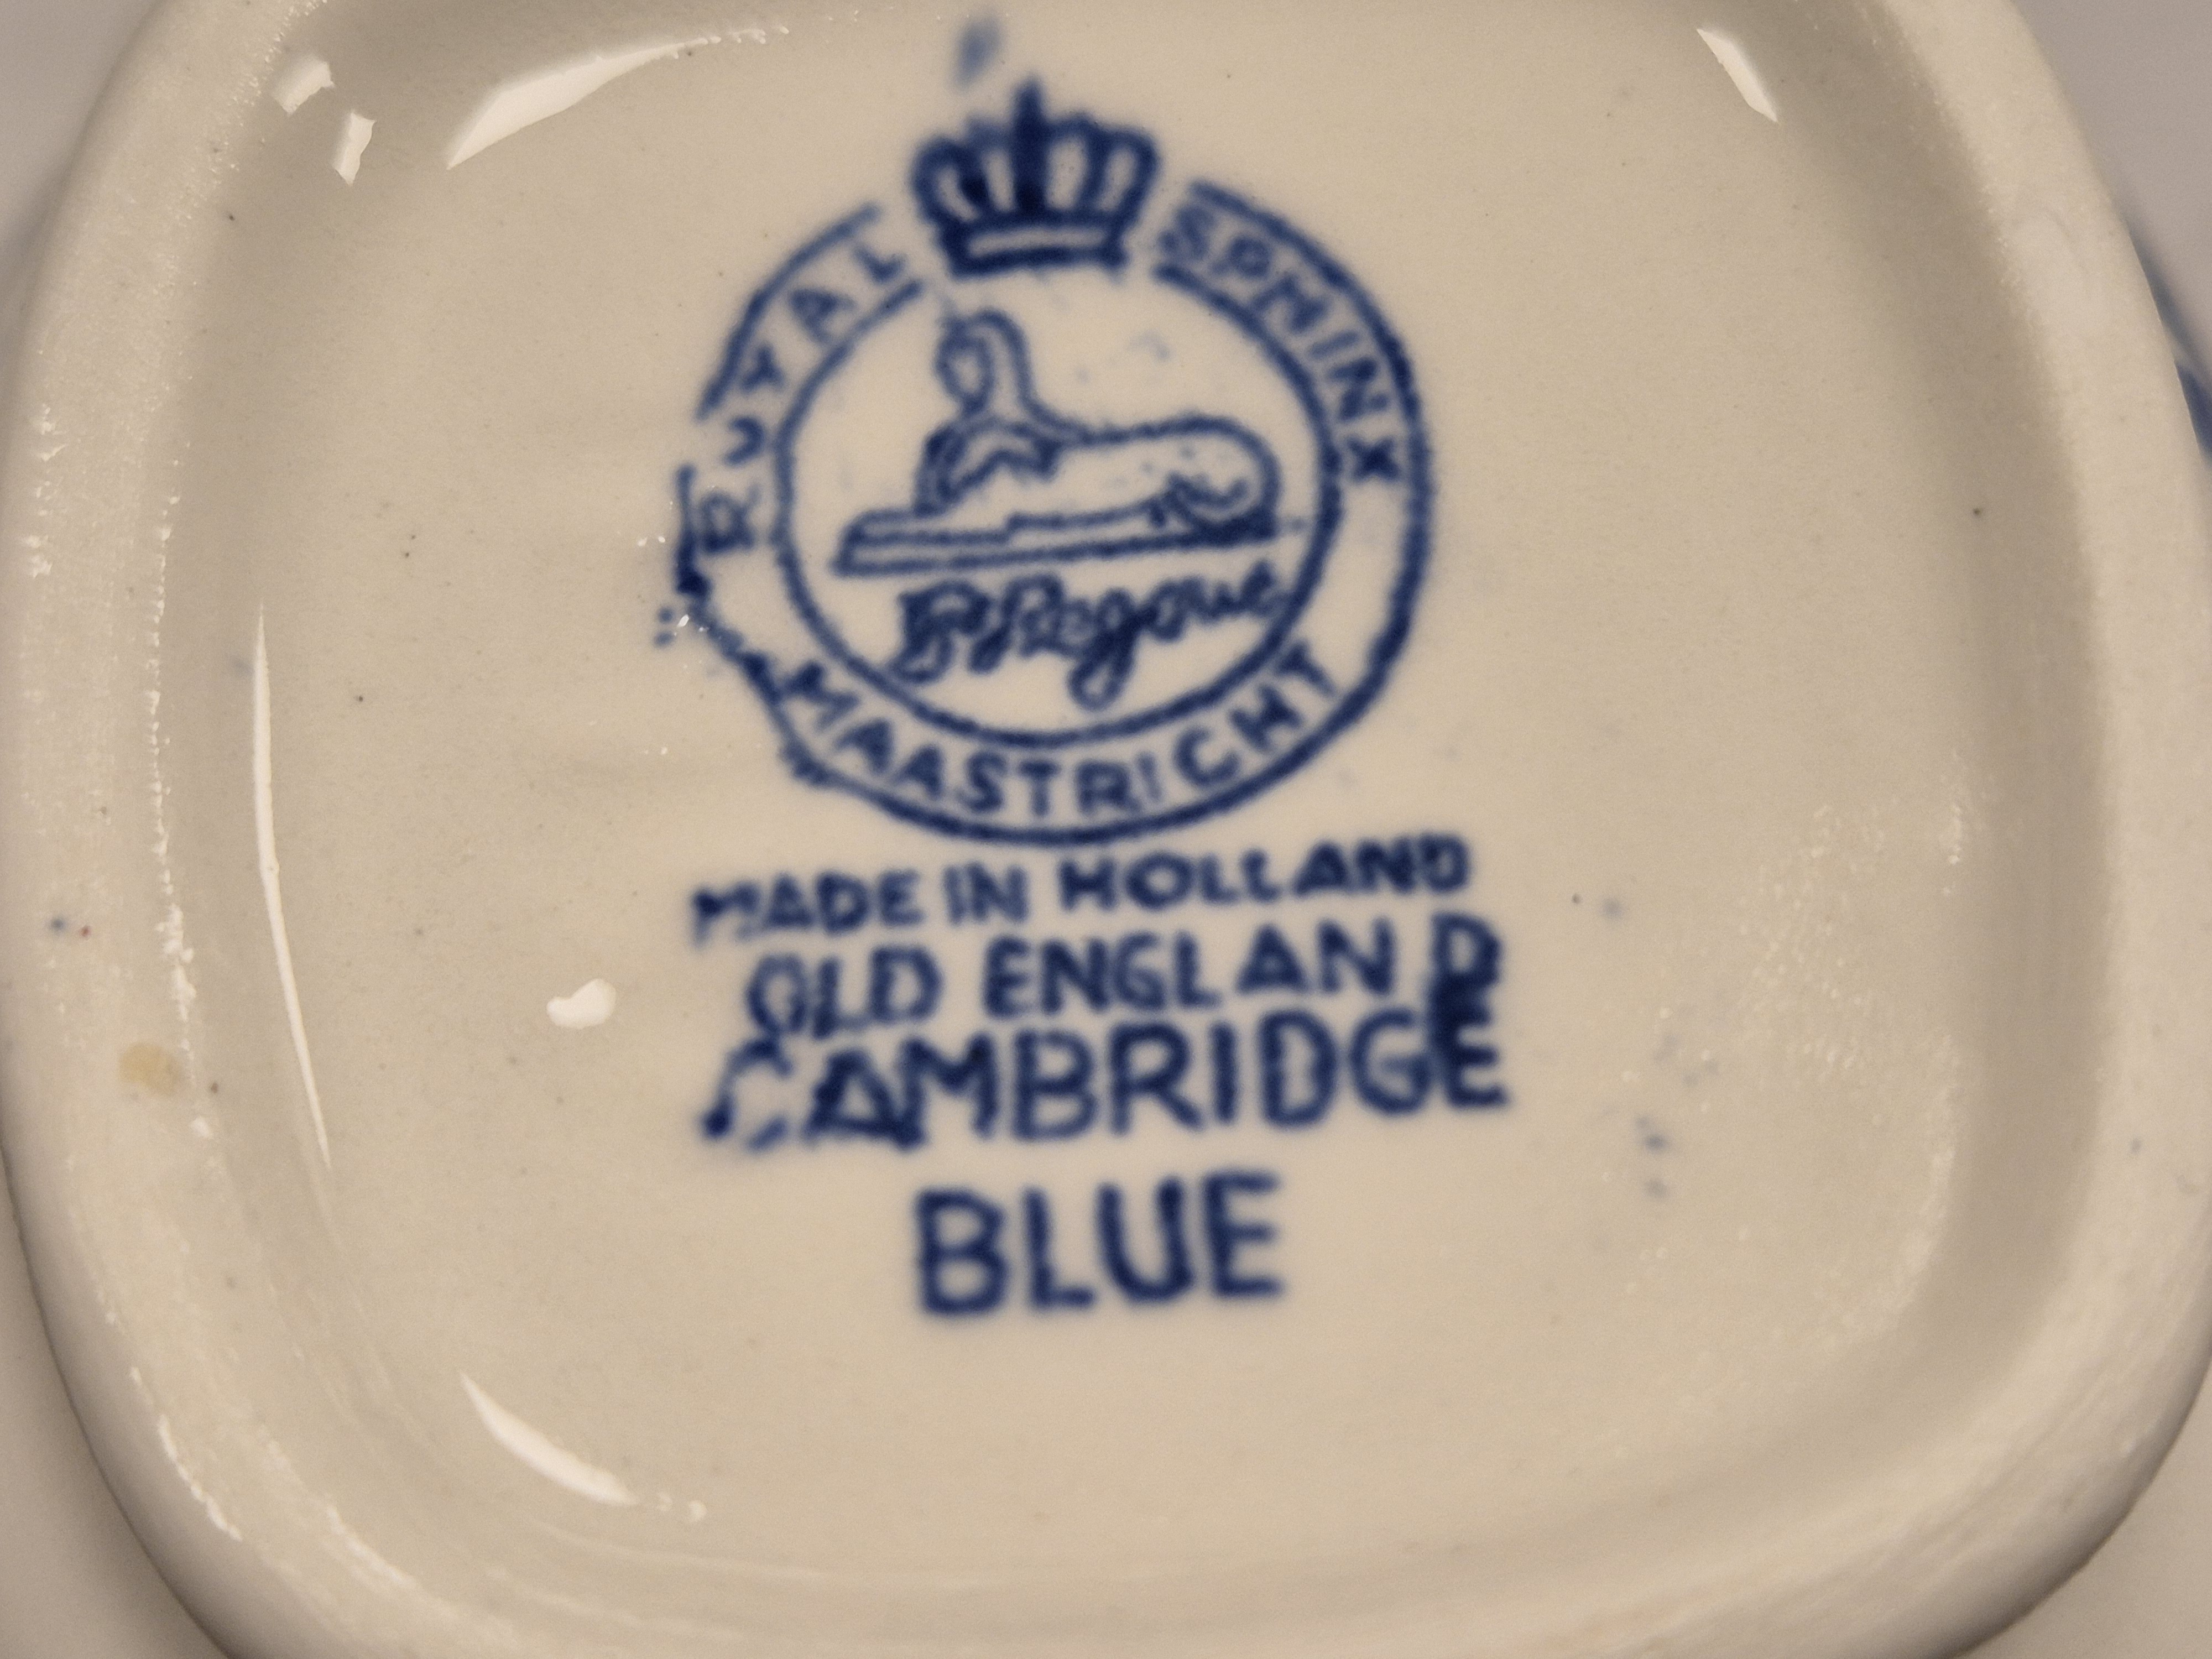 ROYAL SPHINX
P. Regout
MAASTRICHT
MADE IN HOLLAND
OLD ENGLAND
CAMBRIDGE
BLUE